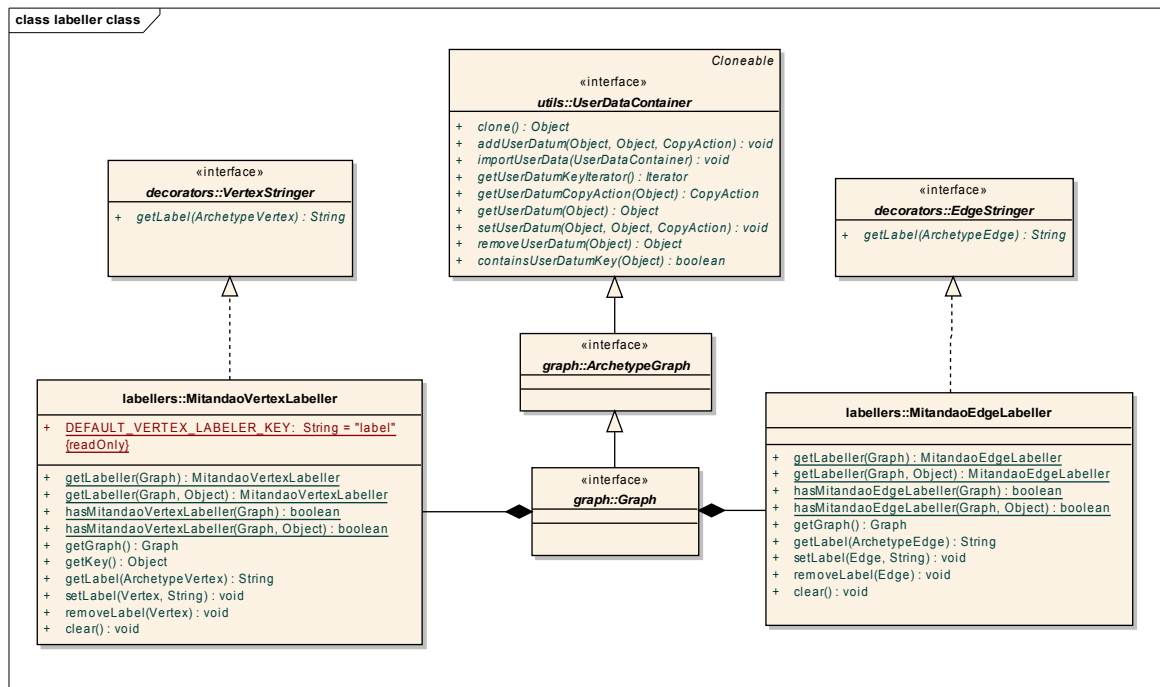 class labeller class
Cloneable
«interface»
utils::UserDataContainer
+ clone() : Object
+ addUserDatum(Object, Object, CopyAction) : void
+ importUserData(UserDataContainer) : void
+ getUserDatumKeyIterator() : Iterator
+ getUserDatumCopyAction(Object) : CopyAction
+ getUserDatum(Object) : Object
+ setUserDatum(Object, Object, CopyAction) : void
+ removeUserDatum(Object) : Object
+ containsUserDatumKey(Object) : boolean
«interface»
decorators::VertexStringer
+ getLabel(ArchetypeVertex) : String
«interface»
decorators::EdgeStringer
+ getLabel(ArchetypeEdge) : String
«interface»
graph::ArchetypeGraph
labellers::MitandaoVertexLabeller
+ DEFAULT_VERTEX_LABELER_KEY: String = "label"
{readOnly}
+ getLabeller(Graph) : MitandaoVertexLabeller
+ getLabeller(Graph, Object) : MitandaoVertexLabeller
+ hasMitandaoVertexLabeller(Graph) : boolean
+ hasMitandaoVertexLabeller(Graph, Object) : boolean
+ getGraph() : Graph
+ getKey() : Object
+ getLabel(ArchetypeVertex) : String
+ setLabel(Vertex, String) : void
+ removeLabel(Vertex) : void
+ clear() : void
«interface»
graph::Graph
labellers::MitandaoEdgeLabeller
+ getLabeller(Graph) : MitandaoEdgeLabeller
+ getLabeller(Graph, Object) : MitandaoEdgeLabeller
+ hasMitandaoEdgeLabeller(Graph) : boolean
+ hasMitandaoEdgeLabeller(Graph, Object) : boolean
+ getGraph() : Graph
+ getLabel(ArchetypeEdge) : String
+ setLabel(Edge, String) : void
+ removeLabel(Edge) : void
+ clear() : void